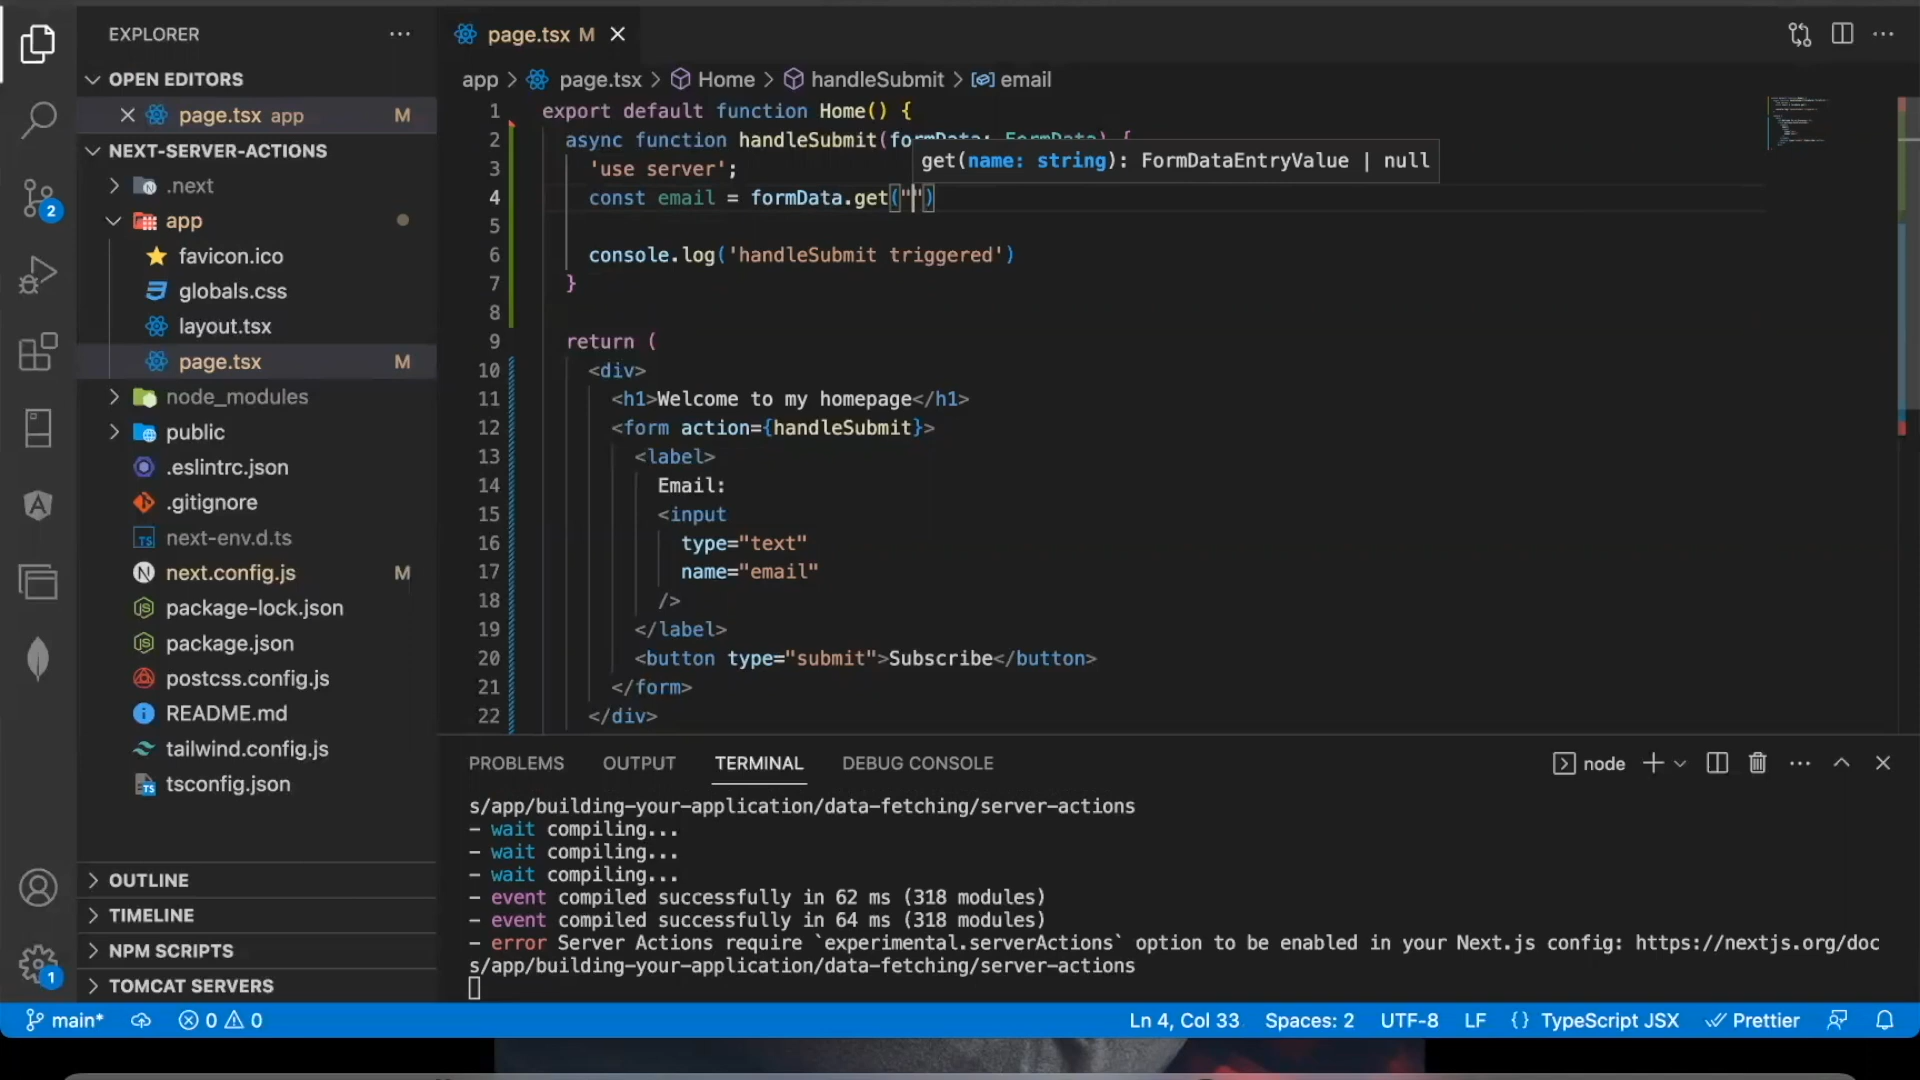 EXPLORER
OPEN EDITORS
page.tsx app M
NEXT-SERVER-ACTIONS
.next
app
favicon.ico
globals.css
layout.tsx
page.tsx M
node_modules
public
.eslintrc.json
.gitignore
next-env.d.ts
next.config.js M
package-lock.json
package.json
postcss.config.js
README.md
tailwind.config.js
tsconfig.json
OUTLINE
TIMELINE
NPM SCRIPTS
TOMCAT SERVERS
2
1
page.tsx M
app > page.tsx > Home > handleSubmit > email
1 export default function Home() {
2 async function handleSubmit(formData: FormData) {
get(name: string): FormDataEntryValue | null
3 'use server';
4 const email = formData.get("")
5
6 console.log('handleSubmit triggered')
7 }
8
9 return (
10 <div>
11 <h1>Welcome to my homepage</h1>
12 <form action={handleSubmit}>
13 <label>
14 Email:
15 <input
16 type="text"
17 name="email"
18 />
19 </label>
20 <button type="submit">Subscribe</button>
21 </form>
22 </div>
PROBLEMS OUTPUT TERMINAL DEBUG CONSOLE node
s/app/building-your-application/data-fetching/server-actions
- wait compiling...
- wait compiling...
- wait compiling...
- event compiled successfully in 62 ms (318 modules)
- event compiled successfully in 64 ms (318 modules)
- error Server Actions require `experimental.serverActions` option to be enabled in your Next.js config: https://nextjs.org/doc
s/app/building-your-application/data-fetching/server-actions
main* 0 0 Ln 4, Col 33 Spaces: 2 UTF-8 LF {} TypeScript JSX Prettier